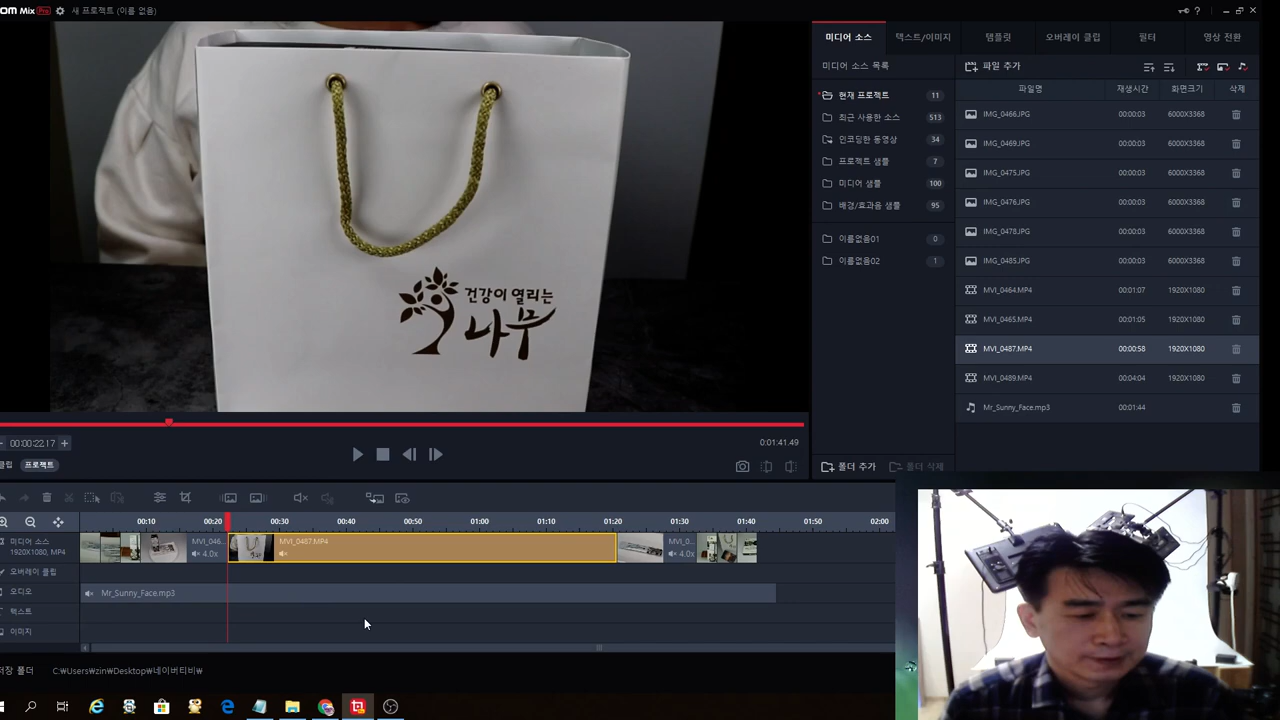 OM Mix Pro 새 프로젝트 (이름 없음) ?
미디어 소스 텍스트/이미지 템플릿 오버레이 클립 필터 영상 전환
미디어 소스 목록
파일 추가
파일명 재생시간 화면크기 삭제
현재 프로젝트 11
최근 사용한 소스 513
인코딩한 동영상 34
프로젝트 샘플 7
미디어 샘플 100
배경/효과음 샘플 95
이름없음01 0
이름없음02 1
IMG_0466.JPG 00:00:03 6000X3368
IMG_0469.JPG 00:00:03 6000X3368
IMG_0475.JPG 00:00:03 6000X3368
IMG_0476.JPG 00:00:03 6000X3368
IMG_0478.JPG 00:00:03 6000X3368
IMG_0485.JPG 00:00:03 6000X3368
MVI_0464.MP4 00:01:07 1920X1080
MVI_0465.MP4 00:01:05 1920X1080
MVI_0487.MP4 00:00:58 1920X1080
MVI_0489.MP4 00:04:04 1920X1080
Mr_Sunny_Face.mp3 00:01:44
폴더 추가 폴더 삭제
건강이 열리는
나무
00:00:22.17
0:01:41.49
클립 프로젝트
00:10 00:20 00:30 00:40 00:50 01:00 01:10 01:20 01:30 01:40 01:50 02:00
미디어 소스
1920X1080, MP4
MVI_046...
4.0x
MVI_0487.MP4
MVI_0...
4.0x
오버레이 클립
오디오
Mr_Sunny_Face.mp3
텍스트
이미지
저장 폴더 C:₩Users₩zin₩Desktop₩네이버티비₩